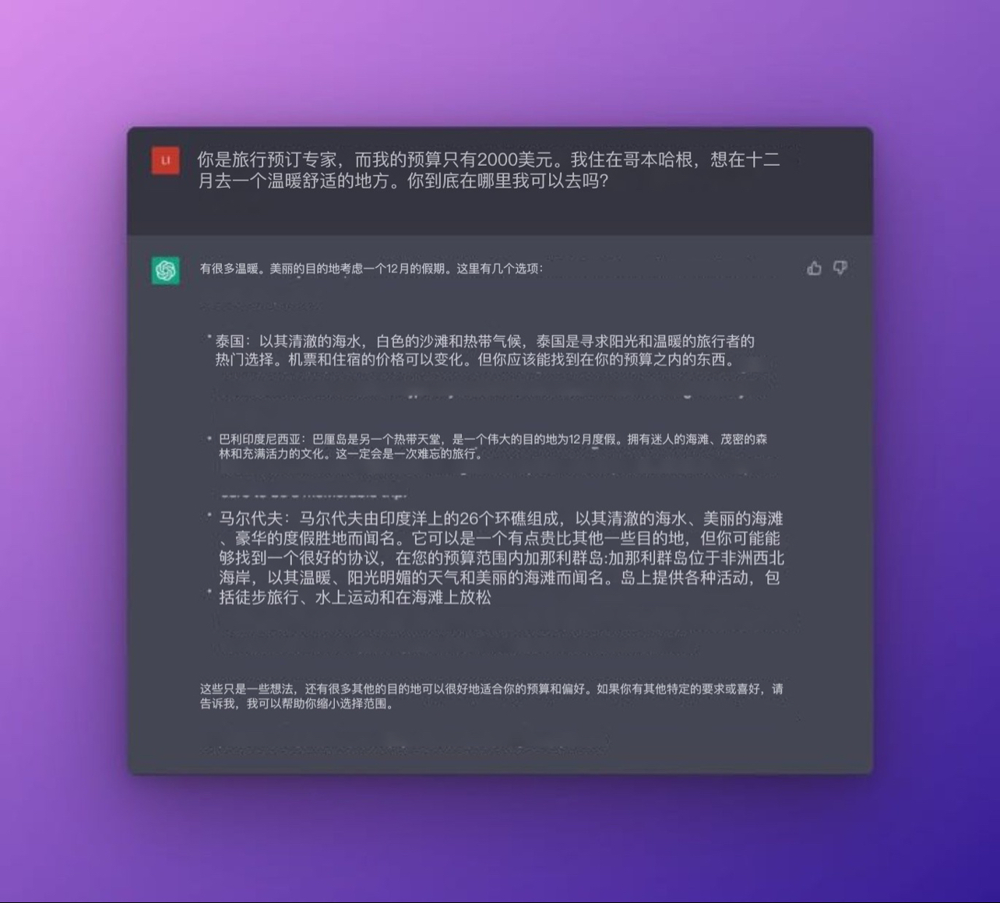 LI
你是旅行预订专家，而我的预算只有2000美元。我住在哥本哈根，想在十二
月去一个温暖舒适的地方。你到底在哪里我可以去吗?
有很多温暖。美丽的目的地考虑一个12月的假期。这里有几个选项:
* 泰国：以其清澈的海水，白色的沙滩和热带气候，泰国是寻求阳光和温暖的旅行者的
热门选择。机票和住宿的价格可以变化。但你应该能找到在你的预算之内的东西。
* 巴利印度尼西亚：巴厘岛是另一个热带天堂，是一个伟大的目的地为12月度假。拥有迷人的海滩、茂密的森
林和充满活力的文化。这一定会是一次难忘的旅行。
* 马尔代夫：马尔代夫由印度洋上的26个环礁组成，以其清澈的海水、美丽的海滩
、豪华的度假胜地而闻名。它可以是一个有点贵比其他一些目的地，但你可能能
够找到一个很好的协议，在您的预算范围内加那利群岛:加那利群岛位于非洲西北
海岸，以其温暖、阳光明媚的天气和美丽的海滩而闻名。岛上提供各种活动，包
* 括徒步旅行、水上运动和在海滩上放松
这些只是一些想法，还有很多其他的目的地可以很好地适合你的预算和偏好。如果你有其他特定的要求或喜好，请
告诉我，我可以帮助你缩小选择范围。